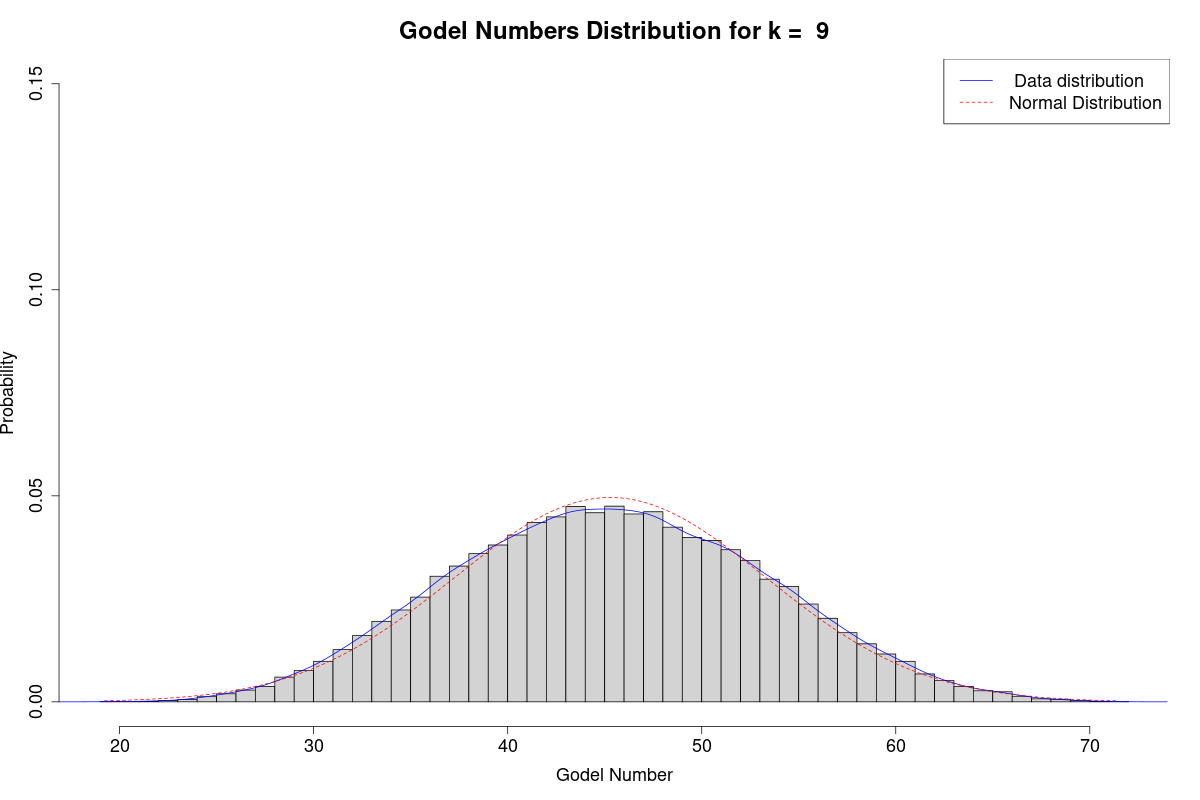 Godel Numbers Distribution for k =  9
Data distribution
Normal Distribution
0.15
0.10
0.05
0.00
Probability
20 30 40 50 60 70
Godel Number